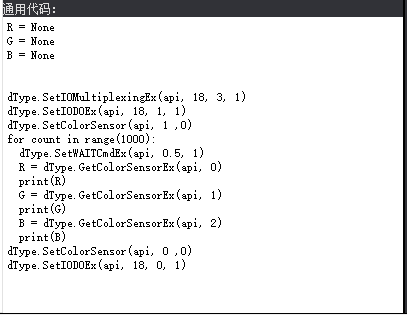 通用代码:
R = None
G = None
B = None
dType.SetIOMultiplexingEx(api, 18, 3, 1)
dType.SetIODOEx(api, 18, 1, 1)
dType.SetColorSensor(api, 1 ,0)
for count in range(1000):
  dType.SetWAITCmdEx(api, 0.5, 1)
  R = dType.GetColorSensorEx(api, 0)
  print(R)
  G = dType.GetColorSensorEx(api, 1)
  print(G)
  B = dType.GetColorSensorEx(api, 2)
  print(B)
dType.SetColorSensor(api, 0 ,0)
dType.SetIODOEx(api, 18, 0, 1)